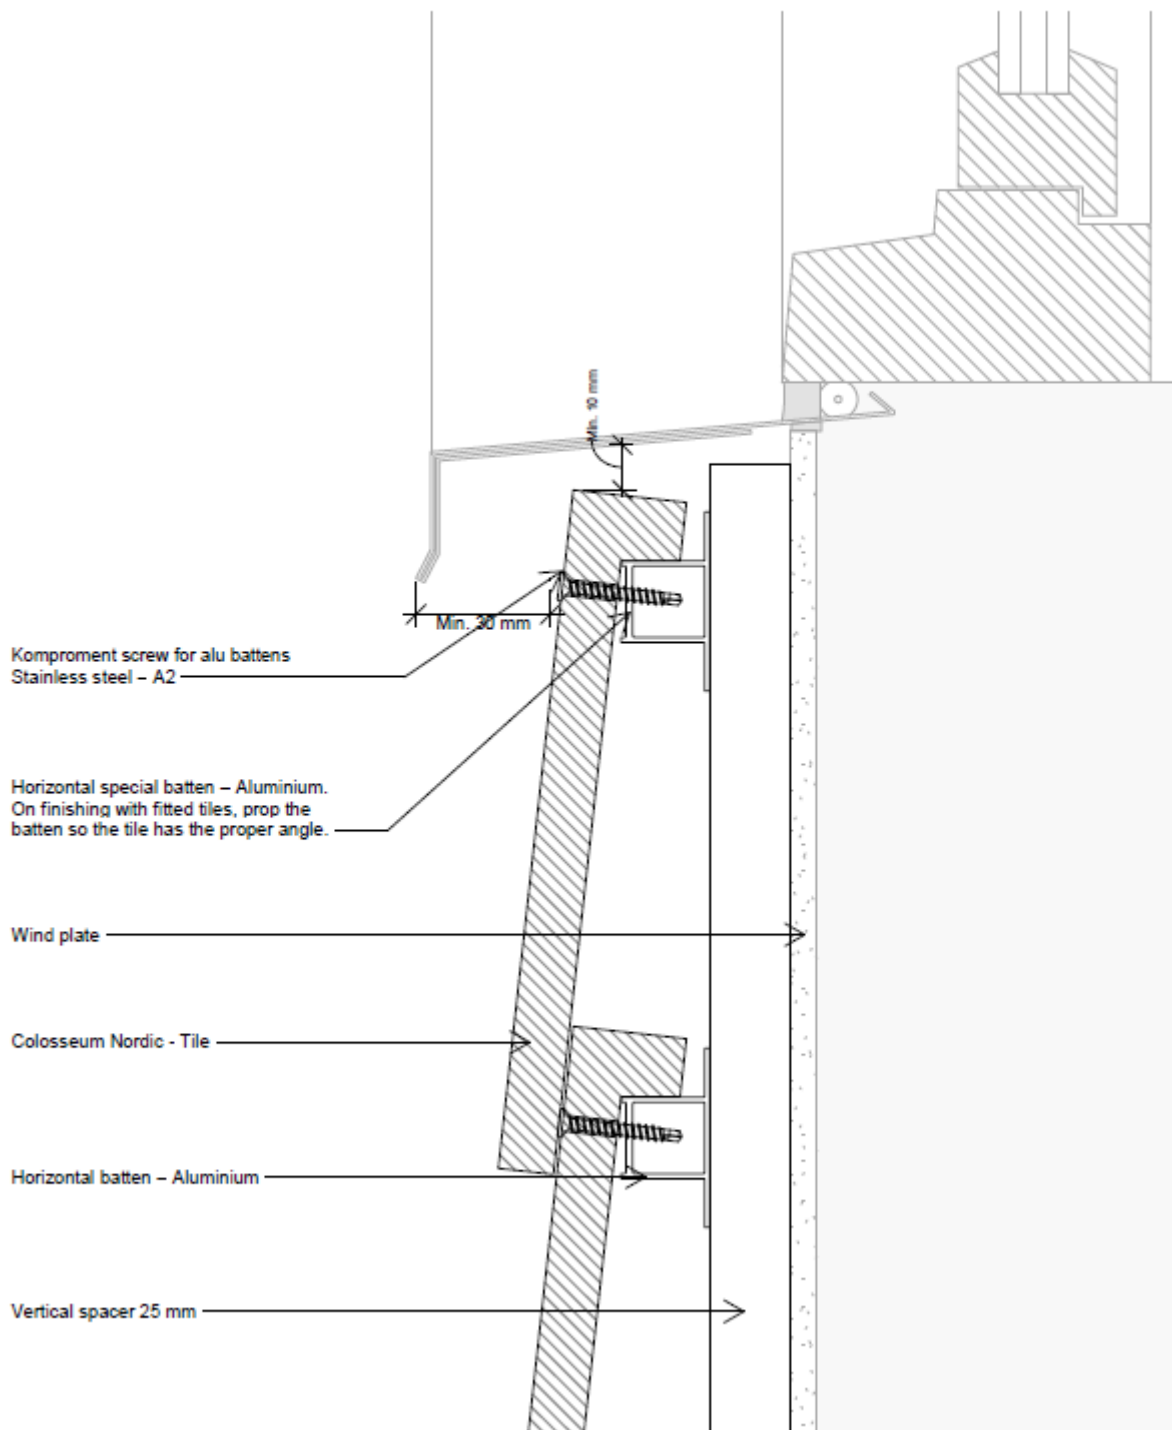 Min. 10 mm
Min. 30 mm
Komproment screw for alu battens
Stainless steel – A2
Horizontal special batten – Aluminium.
On finishing with fitted tiles, prop the
batten so the tile has the proper angle.
Wind plate
Colosseum Nordic - Tile
Horizontal batten – Aluminium
Vertical spacer 25 mm